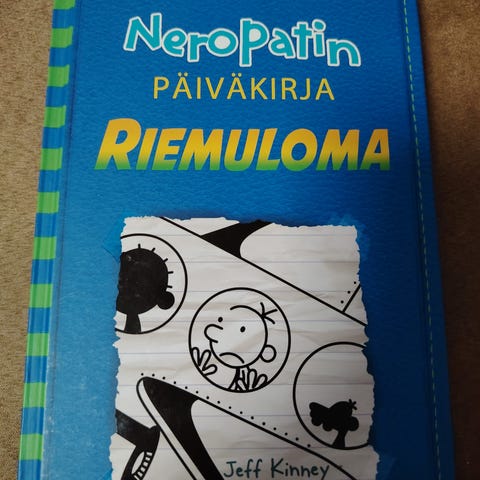 Neropatin
PÄIVÄKIRJA
RIEMULOMA
Jeff Kinney